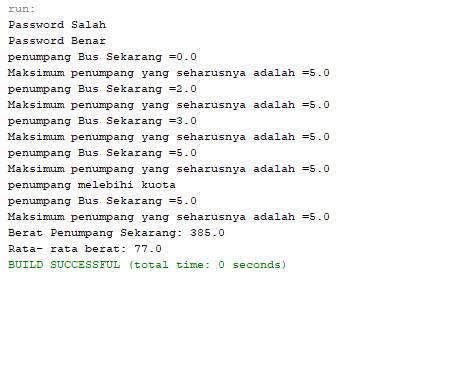 run:
Password Salah
Password Benar
penumpang Bus Sekarang =0.0
Maksimum penumpang yang seharusnya adalah =5.0
penumpang Bus Sekarang =2.0
Maksimum penumpang yang seharusnya adalah =5.0
penumpang Bus Sekarang =3.0
Maksimum penumpang yang seharusnya adalah =5.0
penumpang Bus Sekarang =5.0
Maksimum penumpang yang seharusnya adalah =5.0
penumpang melebihi kuota
penumpang Bus Sekarang =5.0
Maksimum penumpang yang seharusnya adalah =5.0
Berat Penumpang Sekarang: 385.0
Rata- rata berat: 77.0
BUILD SUCCESSFUL (total time: 0 seconds)